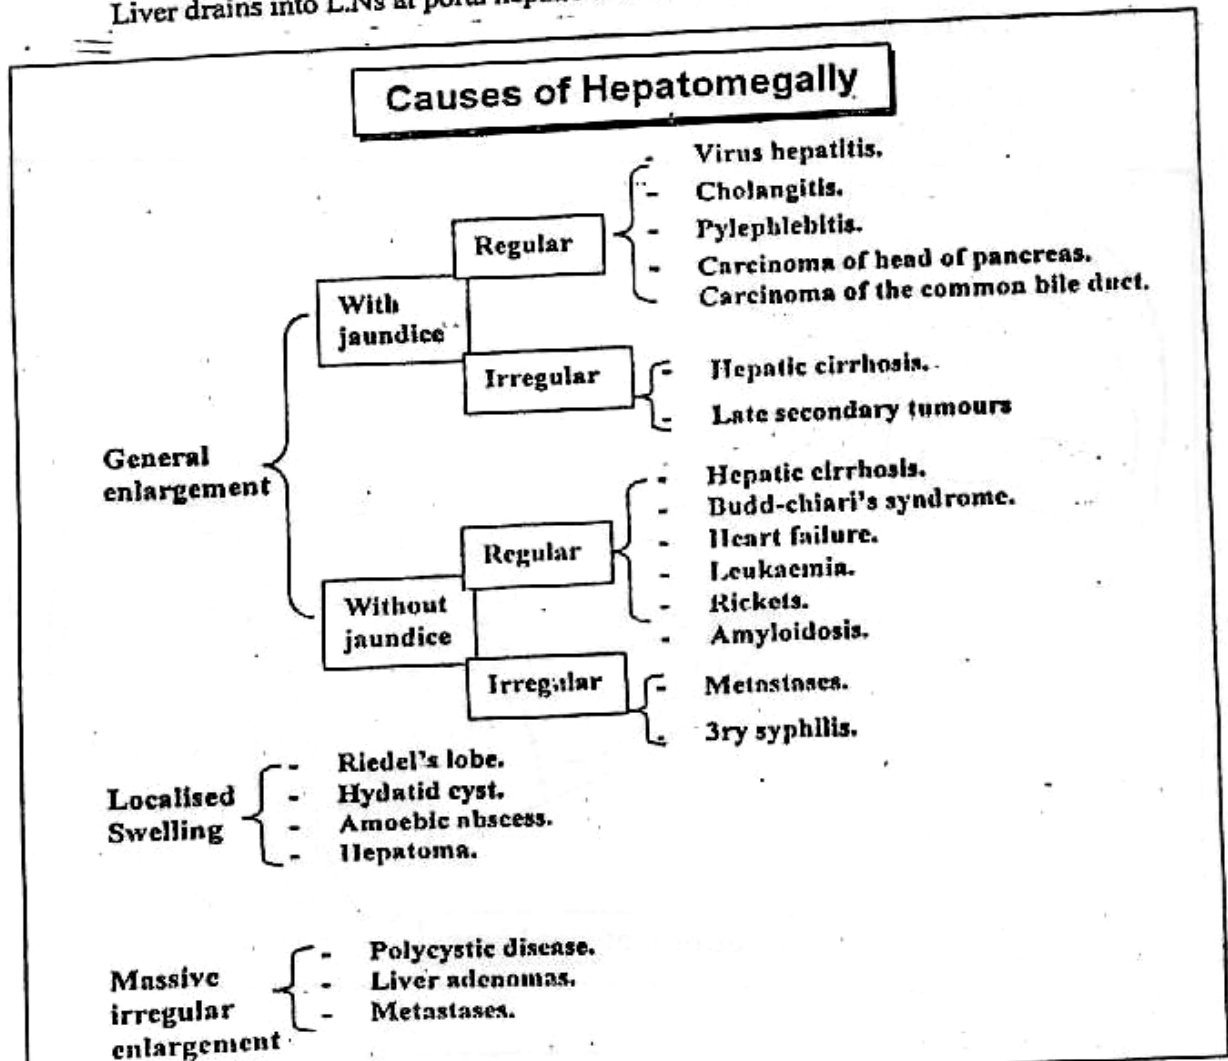 Liver drains into L.Ns at
Causes of Hepatomegally
Virus hepatitis.
Cholangitis.
Regular
- Pylephlebitis.
- Carcinoma of head of pancreas.
Carcinoma of the common bile duct.
With
jaundice
Irregular
- Hepatic cirrhosis.
- Late secondary tumours
General
enlargement
- Hepatic cirrhosis.
- Budd-chiari's syndrome.
- Heart failure.
Regular
- Leukaemia.
- Rickets.
- Amyloidosis.
Without
jaundice
Irregular
- Metastases.
- 3ry syphilis.
Localised
Swelling
- Riedel's lobe.
- Hydatid cyst.
- Amoebic abscess.
- Hepatoma.
Massive
irregular
enlargement
- Polycystic disease.
- Liver adenomas.
- Metastases.